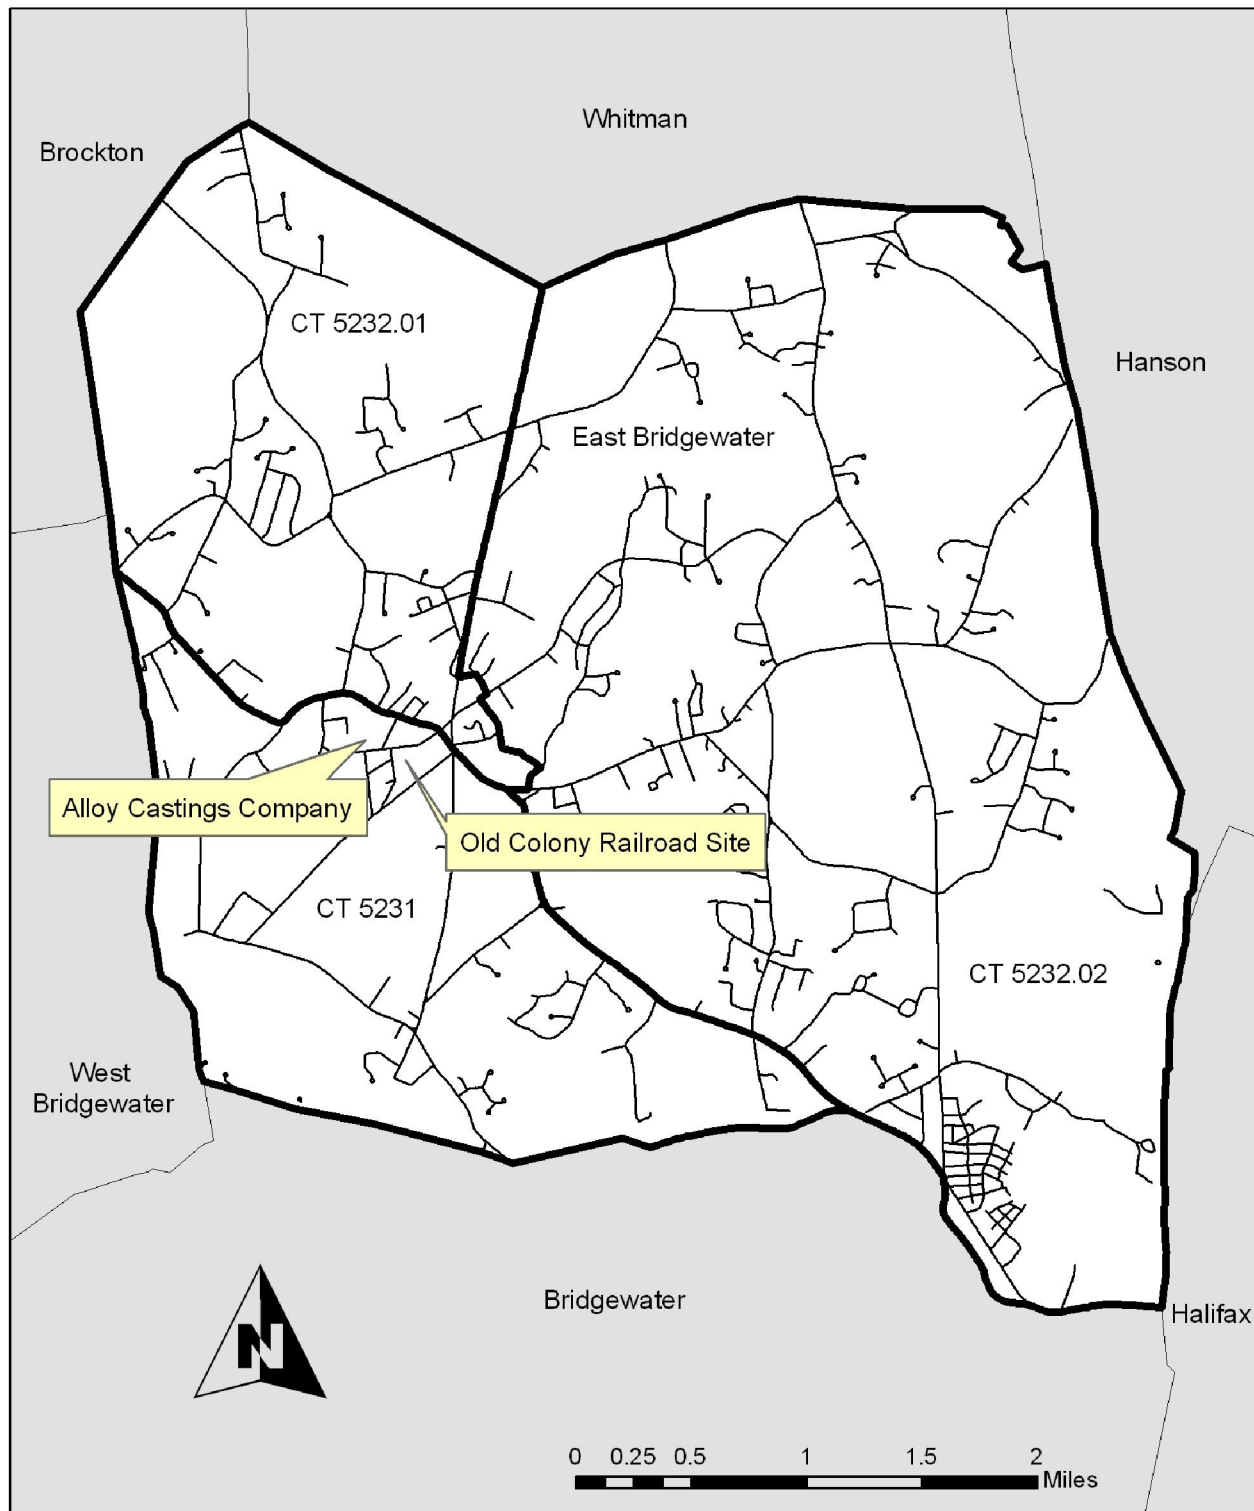 Whitman
Brockton
CT 5232.01
Hanson
East Bridgewater
Alloy Castings Company
Old Colony Railroad Site
CT 5231
CT 5232.02
West
Bridgewater
Bridgewater
Halifax
N
0 0.25 0.5 1 1.5 2
Miles